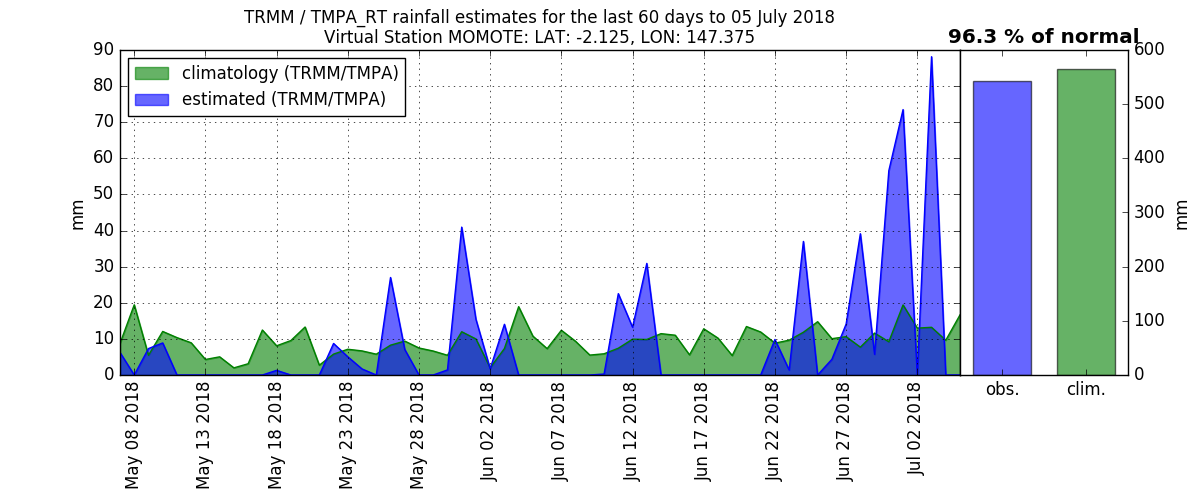 TRMM / TMPA_RT rainfall estimates for the last 60 days to 05 July 2018
Virtual Station MOMOTE: LAT: -2.125, LON: 147.375
96.3 % of normal
climatology (TRMM/TMPA)
estimated (TRMM/TMPA)
90
80
70
60
50
40
30
20
10
0
mm
May 08 2018
May 13 2018
May 18 2018
May 23 2018
May 28 2018
Jun 02 2018
Jun 07 2018
Jun 12 2018
Jun 17 2018
Jun 22 2018
Jun 27 2018
Jul 02 2018
obs.
clim.
600
500
400
300
200
100
0
mm